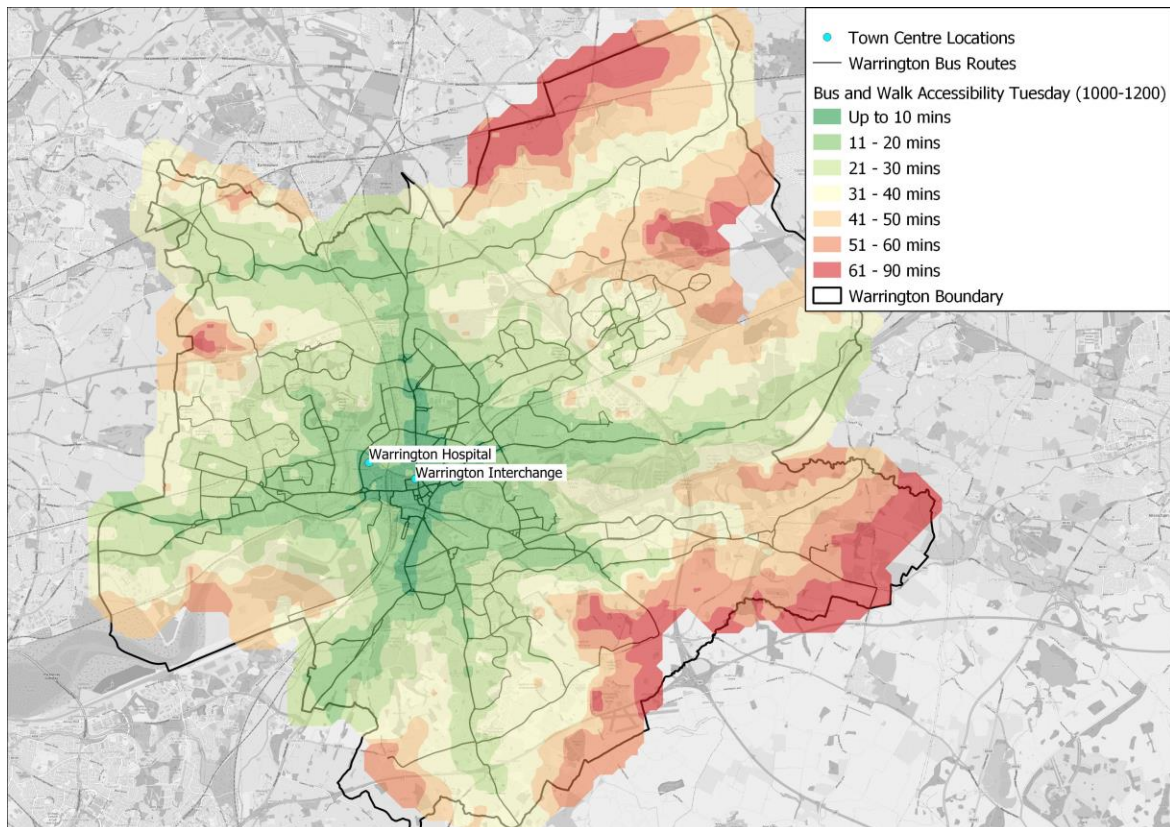 Town Centre Locations
Warrington Bus Routes
Bus and Walk Accessibility Tuesday (1000-1200)
Up to 10 mins
11 - 20 mins
21 - 30 mins
31 - 40 mins
41 - 50 mins
51 - 60 mins
61 - 90 mins
Warrington Boundary
Warrington Hospital
Warrington Interchange